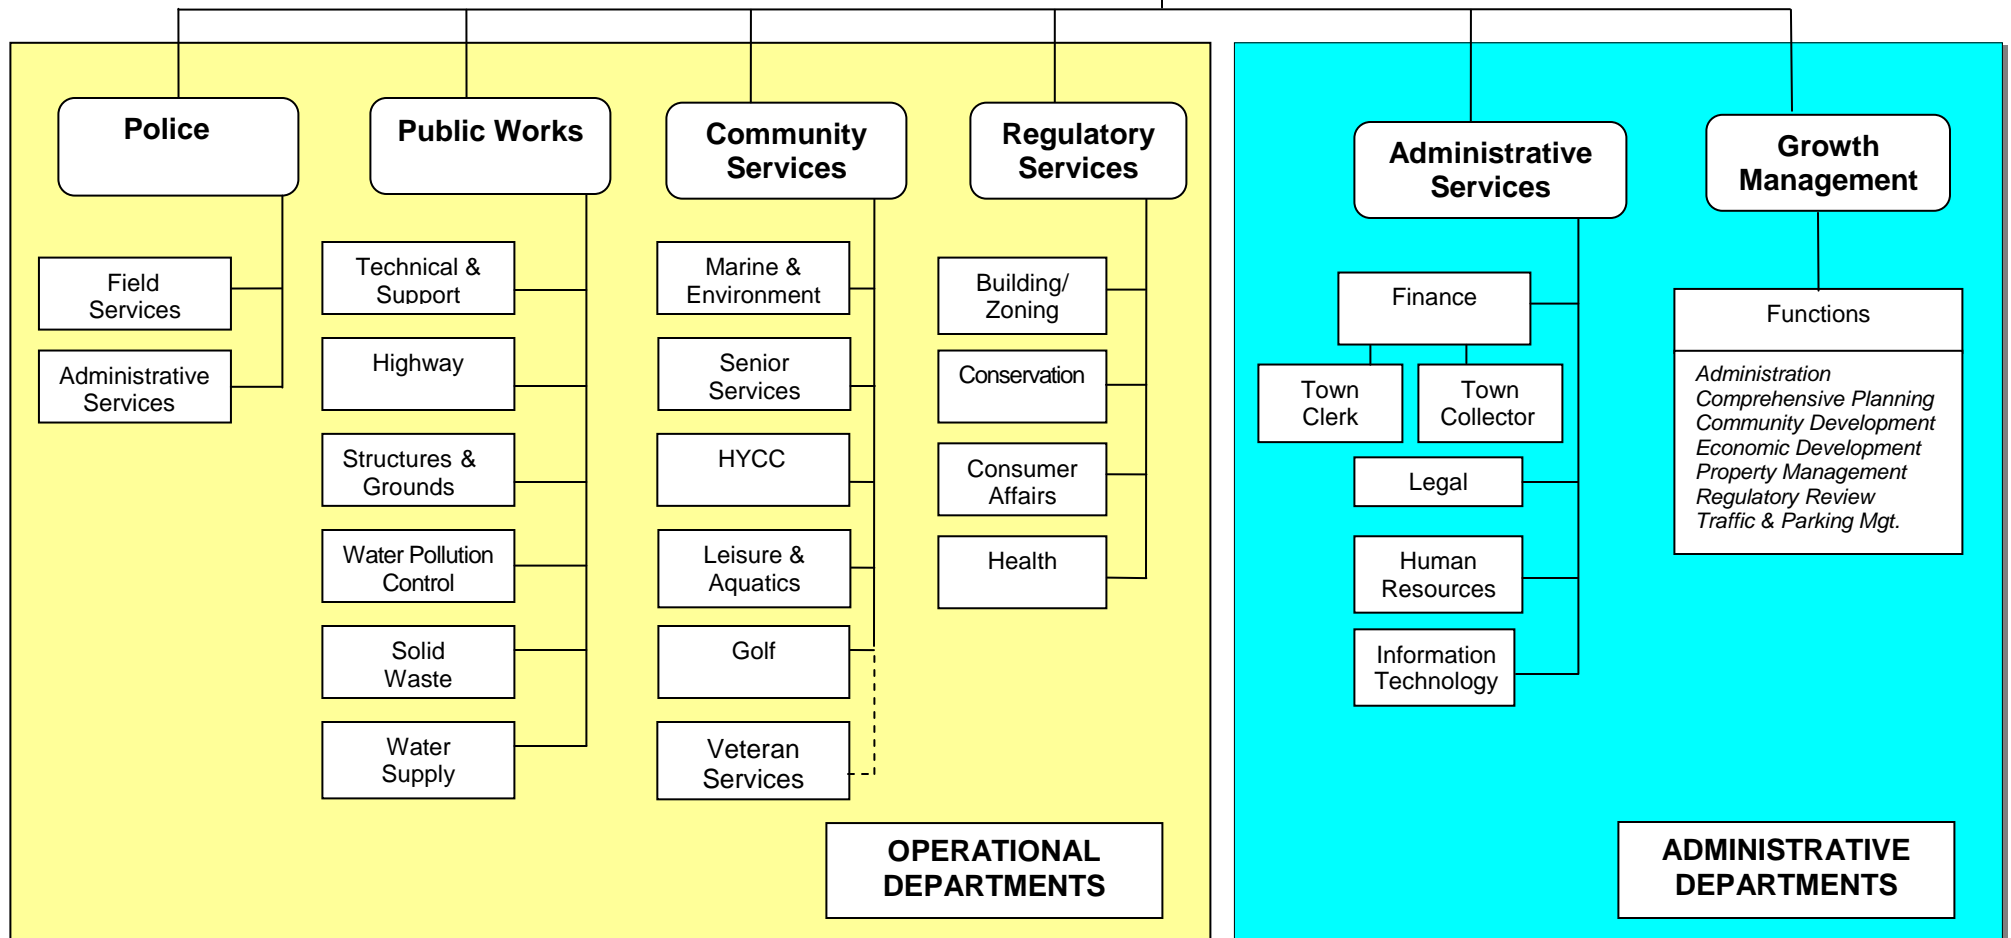 Police
Field
Services
Administrative
Services
Public Works
Technical &
Support
Highway
Structures &
Grounds
Water Pollution
Control
Solid
Waste
Water
Supply
Community
Services
Marine &
Environment
Senior
Services
HYCC
Leisure &
Aquatics
Golf
Veteran
Services
Regulatory
Services
Building/
Zoning
Conservation
Consumer
Affairs
Health
OPERATIONAL
DEPARTMENTS
Administrative
Services
Finance
Town
Clerk
Town
Collector
Legal
Human
Resources
Information
Technology
Growth
Management
Functions
Administration
Comprehensive Planning
Community Development
Economic Development
Property Management
Regulatory Review
Traffic & Parking Mgt.
ADMINISTRATIVE
DEPARTMENTS